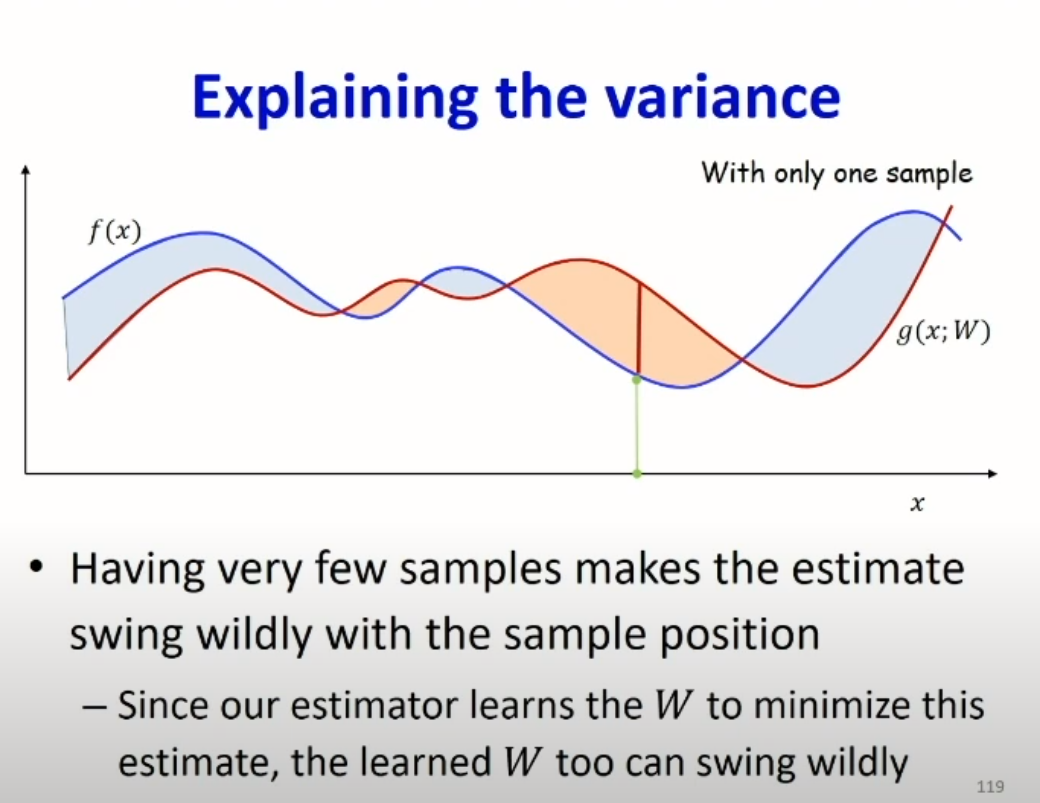 Explaining the variance
With only one sample
f(x)
g(x; W)
x
• Having very few samples makes the estimate
swing wildly with the sample position
– Since our estimator learns the W to minimize this
estimate, the learned W too can swing wildly
119